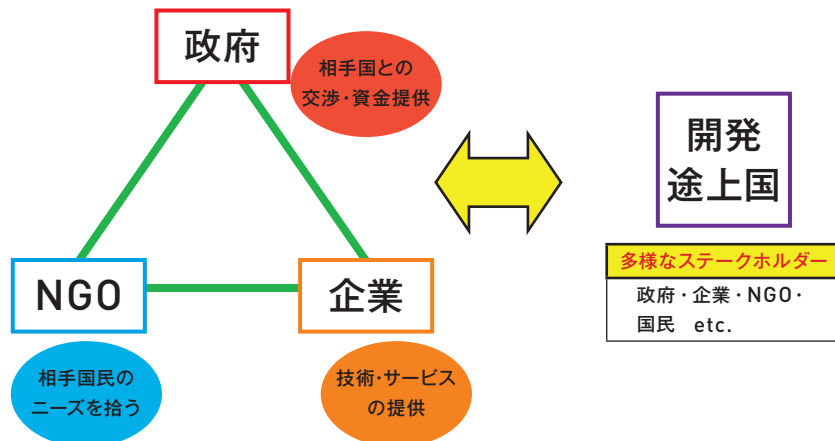 政府
相手国との
交渉・資金提供
NGO
相手国民の
ニーズを拾う
企業
技術・サービス
の提供
開発
途上国
多様なステークホルダー
政府・企業・NGO・
国民 etc.